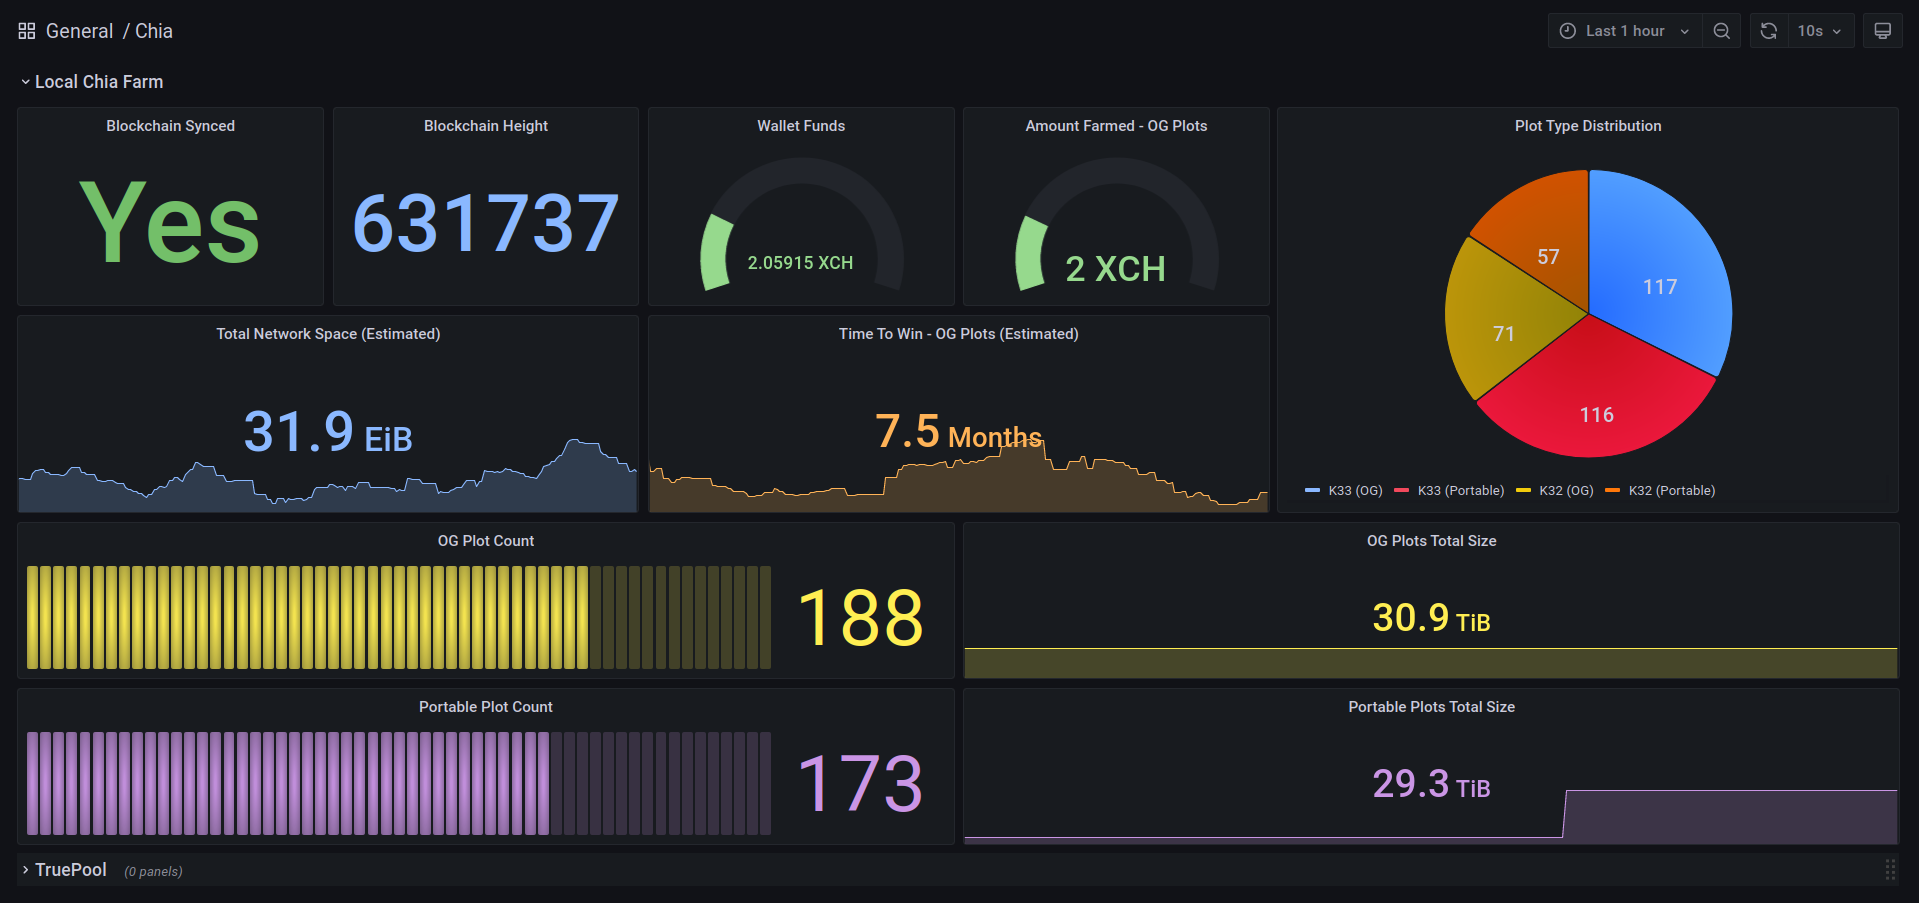 General / Chia
Last 1 hour
10s
Local Chia Farm
Blockchain Synced
Yes
Blockchain Height
631737
Wallet Funds
2.05915 XCH
Amount Farmed - OG Plots
2 XCH
Plot Type Distribution
57
117
71
116
K33 (OG) K33 (Portable) K32 (OG) K32 (Portable)
Total Network Space (Estimated)
31.9 EiB
Time To Win - OG Plots (Estimated)
7.5 Months
OG Plot Count
188
OG Plots Total Size
30.9 TiB
Portable Plot Count
173
Portable Plots Total Size
29.3 TiB
TruePool (0 panels)